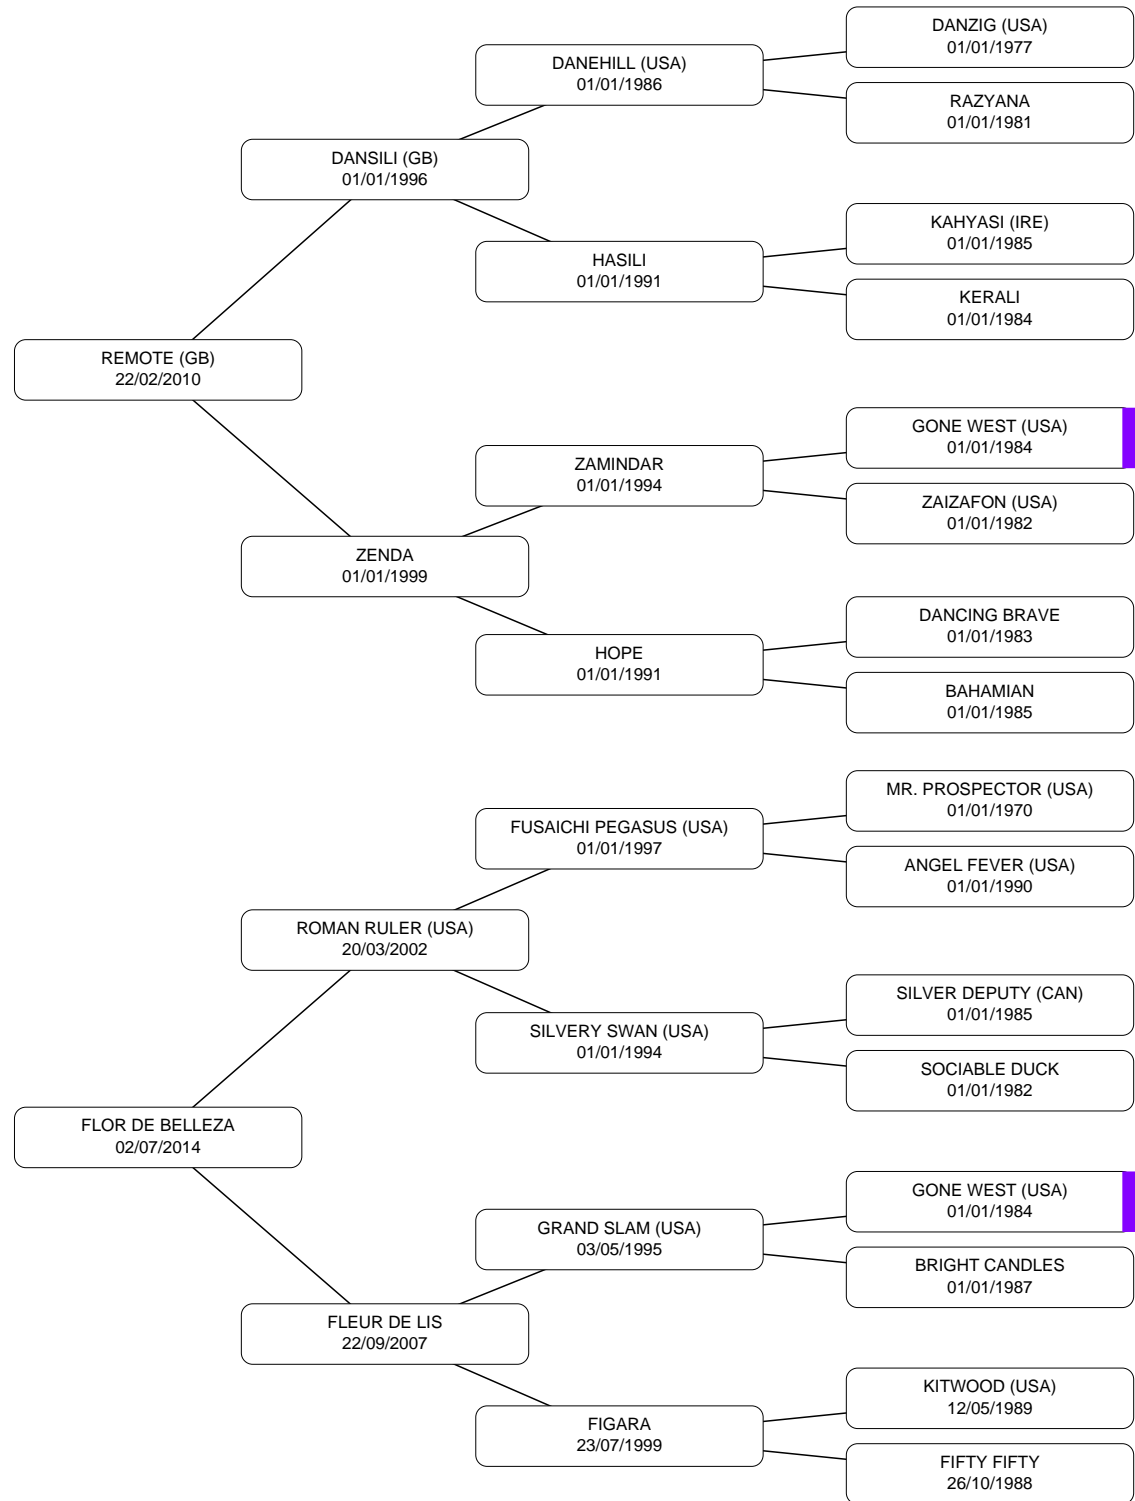 DANZIG (USA)
01/01/1977
DANEHILL (USA)
01/01/1986
RAZYANA
01/01/1981
DANSILI (GB)
01/01/1996
KAHYASI (IRE)
01/01/1985
HASILI
01/01/1991
KERALI
01/01/1984
REMOTE (GB)
22/02/2010
GONE WEST (USA)
01/01/1984
ZAMINDAR
01/01/1994
ZAIZAFON (USA)
01/01/1982
ZENDA
01/01/1999
DANCING BRAVE
01/01/1983
HOPE
01/01/1991
BAHAMIAN
01/01/1985
MR. PROSPECTOR (USA)
01/01/1970
FUSAICHI PEGASUS (USA)
01/01/1997
ANGEL FEVER (USA)
01/01/1990
ROMAN RULER (USA)
20/03/2002
SILVER DEPUTY (CAN)
01/01/1985
SILVERY SWAN (USA)
01/01/1994
SOCIABLE DUCK
01/01/1982
FLOR DE BELLEZA
02/07/2014
GONE WEST (USA)
01/01/1984
GRAND SLAM (USA)
03/05/1995
BRIGHT CANDLES
01/01/1987
FLEUR DE LIS
22/09/2007
KITWOOD (USA)
12/05/1989
FIGARA
23/07/1999
FIFTY FIFTY
26/10/1988